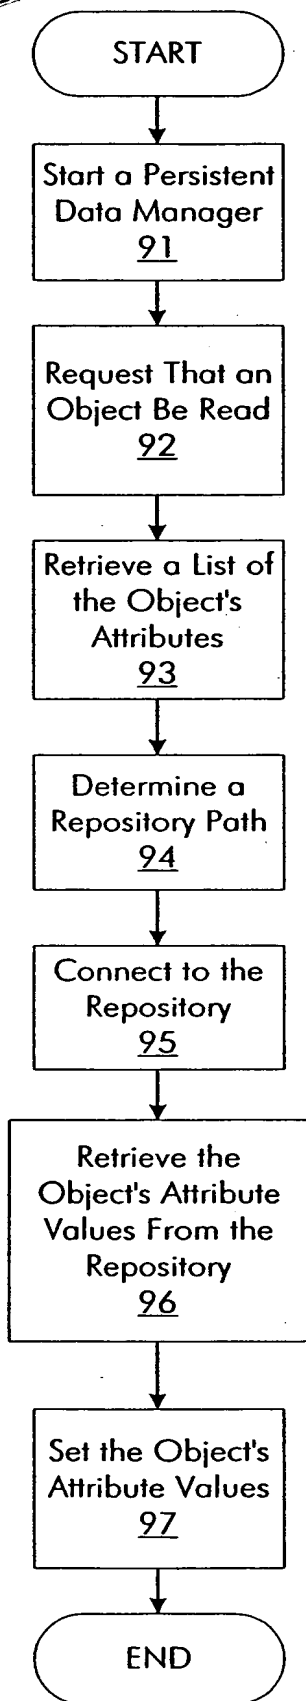 START
Start a Persistent
Data Manager
91
Request That an
Object Be Read
92
Retrieve a List of
the Object's
Attributes
93
Determine a
Repository Path
94
Connect to the
Repository
95
Retrieve the
Object's Attribute
Values From the
Repository
96
Set the Object's
Attribute Values
97
END